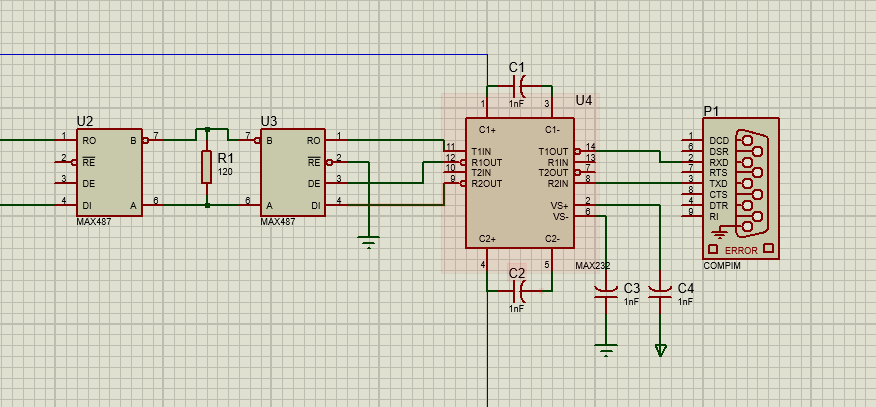 C1
1nF
1
3
U4
C1+
C1-
11
T1IN
T1OUT
14
12
R1OUT
R1IN
13
10
T2IN
T2OUT
7
9
R2OUT
R2IN
8
VS+
2
VS-
6
C2+
C2-
4
5
MAX232
C2
1nF
U2
1
RO
B
7
2
RE
3
DE
4
DI
A
6
MAX487
R1
120
U3
7
B
RO
1
RE
2
DE
3
6
A
DI
4
MAX487
P1
1
DCD
6
DSR
2
RXD
7
RTS
3
TXD
8
CTS
4
DTR
9
RI
ERROR
COMPIM
C3
1nF
C4
1nF